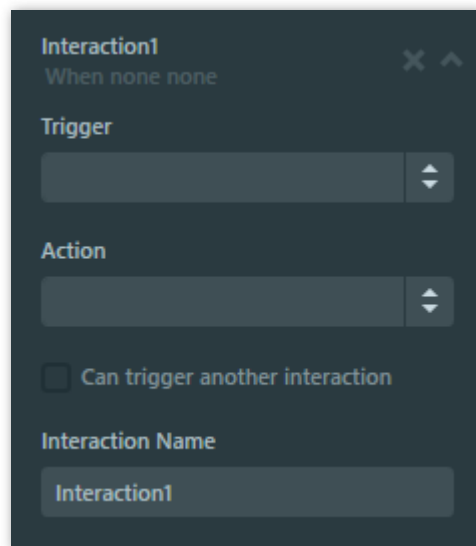 Interaction1
When none none
Trigger
Action
Can trigger another interaction
Interaction Name
Interaction1